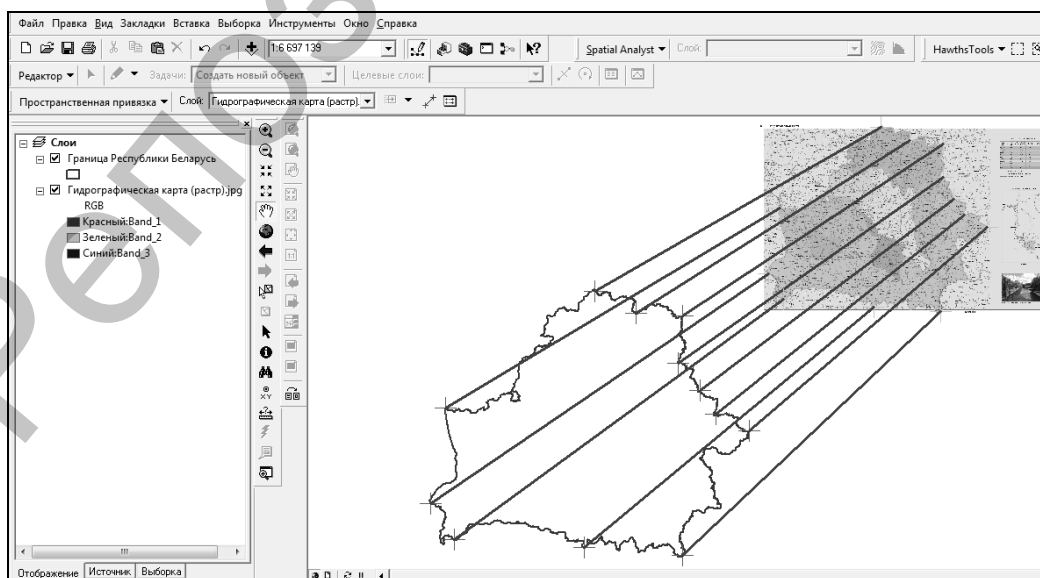 Файл Правка Вид Закладки Вставка Выборка Инструменты Окно Справка
1:6 697 139 Spatial Analyst Слой: HawthsTools
Редактор Задачи: Создать новый объект Целевые слои:
Пространственная привязка Слой: Гидрографическая карта (растр).
Слои
Граница Республики Беларусь
Гидрографическая карта (растр).jpg
RGB
Красный:Band_1
Зеленый:Band_2
Синий:Band_3
Отображение Источник Выборка
Репоз